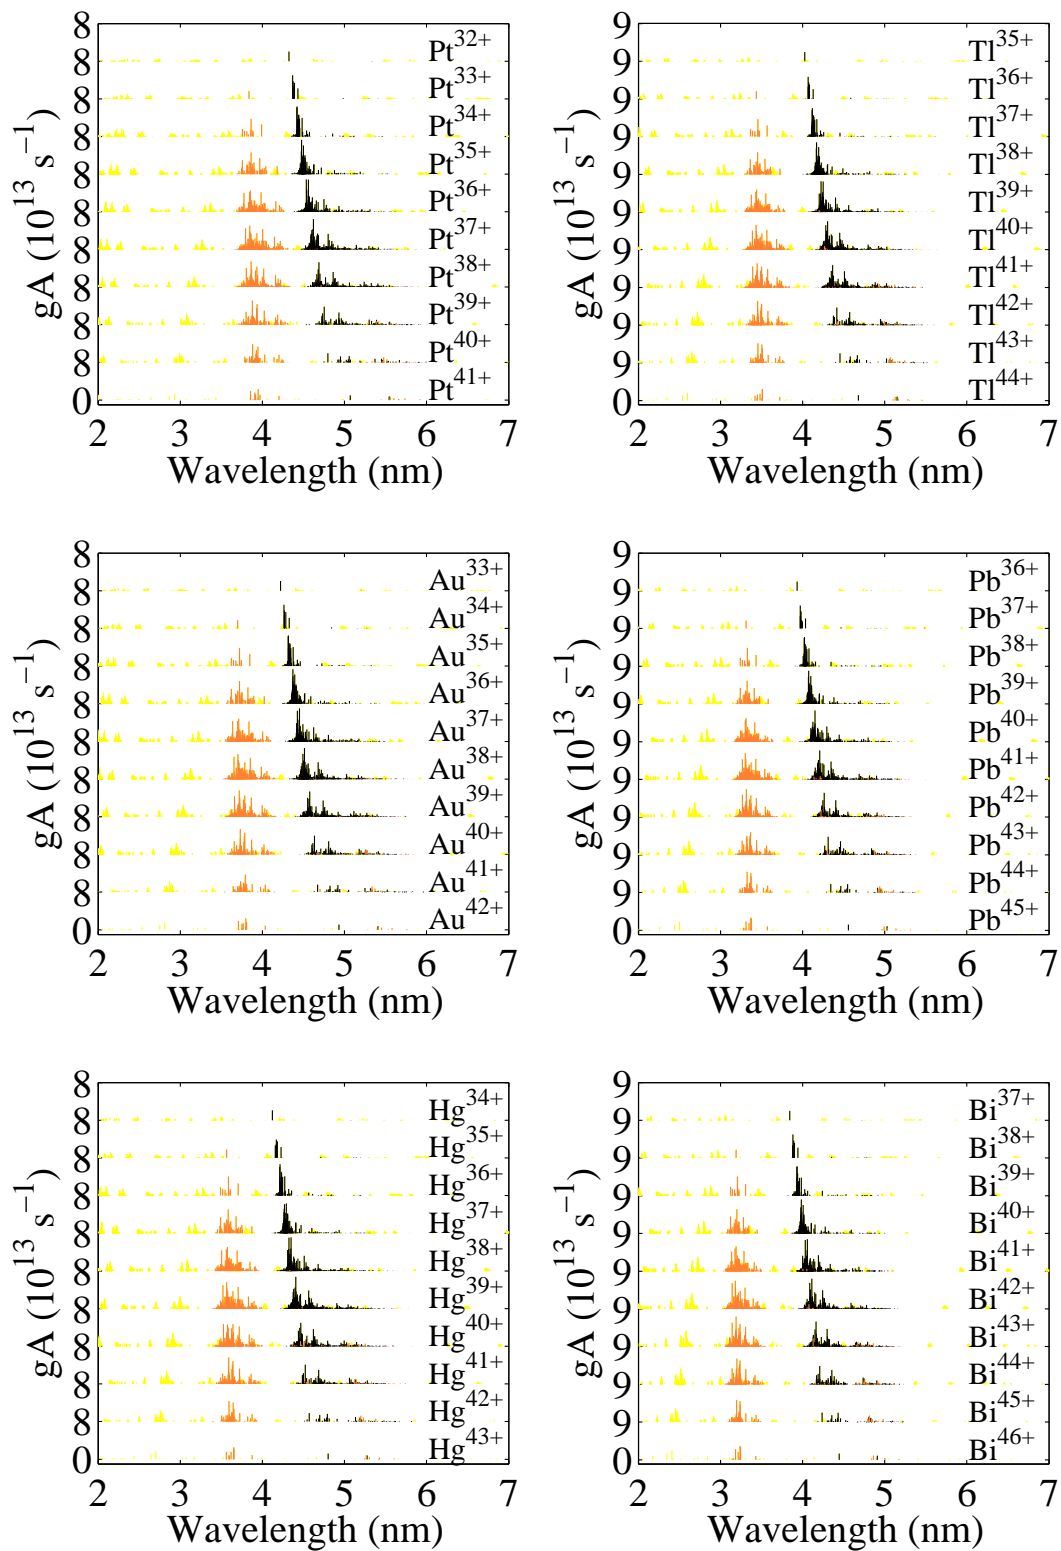 8
8 Pt32+
8 Pt33+
8 Pt34+
8 Pt35+
8 Pt36+
8 Pt37+
8 Pt38+
8 Pt39+
8 Pt40+
0 Pt41+
gA (10^13 s^−1)
2 3 4 5 6 7
Wavelength (nm)
9
9 Tl35+
9 Tl36+
9 Tl37+
9 Tl38+
9 Tl39+
9 Tl40+
9 Tl41+
9 Tl42+
9 Tl43+
0 Tl44+
gA (10^13 s^−1)
2 3 4 5 6 7
Wavelength (nm)
8
8 Au33+
8 Au34+
8 Au35+
8 Au36+
8 Au37+
8 Au38+
8 Au39+
8 Au40+
8 Au41+
0 Au42+
gA (10^13 s^−1)
2 3 4 5 6 7
Wavelength (nm)
9
9 Pb36+
9 Pb37+
9 Pb38+
9 Pb39+
9 Pb40+
9 Pb41+
9 Pb42+
9 Pb43+
9 Pb44+
0 Pb45+
gA (10^13 s^−1)
2 3 4 5 6 7
Wavelength (nm)
8
8 Hg34+
8 Hg35+
8 Hg36+
8 Hg37+
8 Hg38+
8 Hg39+
8 Hg40+
8 Hg41+
8 Hg42+
0 Hg43+
gA (10^13 s^−1)
2 3 4 5 6 7
Wavelength (nm)
9
9 Bi37+
9 Bi38+
9 Bi39+
9 Bi40+
9 Bi41+
9 Bi42+
9 Bi43+
9 Bi44+
9 Bi45+
0 Bi46+
gA (10^13 s^−1)
2 3 4 5 6 7
Wavelength (nm)